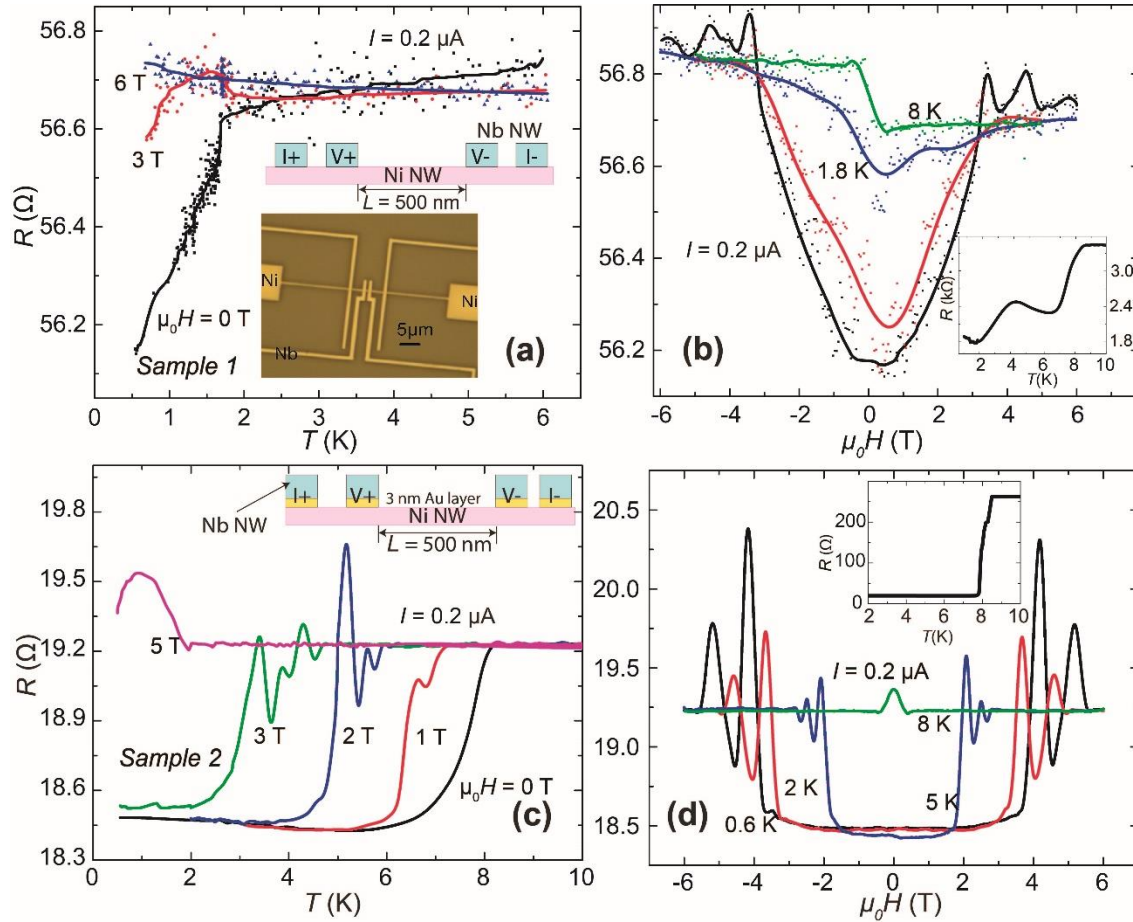 56.8
56.6
56.4
56.2
R (Ω)
I = 0.2 µA
6 T
3 T
Nb NW
I+ V+ V- I-
Ni NW
L = 500 nm
Ni Ni
Nb 5µm
µ₀H = 0 T
Sample 1
(a)
0 1 2 3 4 5 6
T (K)
56.8
56.6
56.4
56.2
8 K
1.8 K
I = 0.2 µA
(b)
R (kΩ)
3.0
2.4
1.8
2 4 6 8 10
T(K)
-6 -4 -2 0 2 4 6
µ₀H (T)
19.8
19.5
19.2
18.9
18.6
18.3
R (Ω)
I+ V+ 3 nm Au layer V- I-
Nb NW
Ni NW
L = 500 nm
I = 0.2 µA
5 T
3 T 2 T 1 T
Sample 2
µ₀H = 0 T
(c)
0 2 4 6 8 10
T (K)
20.5
20.0
19.5
19.0
18.5
R (Ω)
200
100
0
2 4 6 8 10
T(K)
I = 0.2 µA
8 K
2 K 5 K
0.6 K
(d)
-6 -4 -2 0 2 4 6
µ₀H (T)